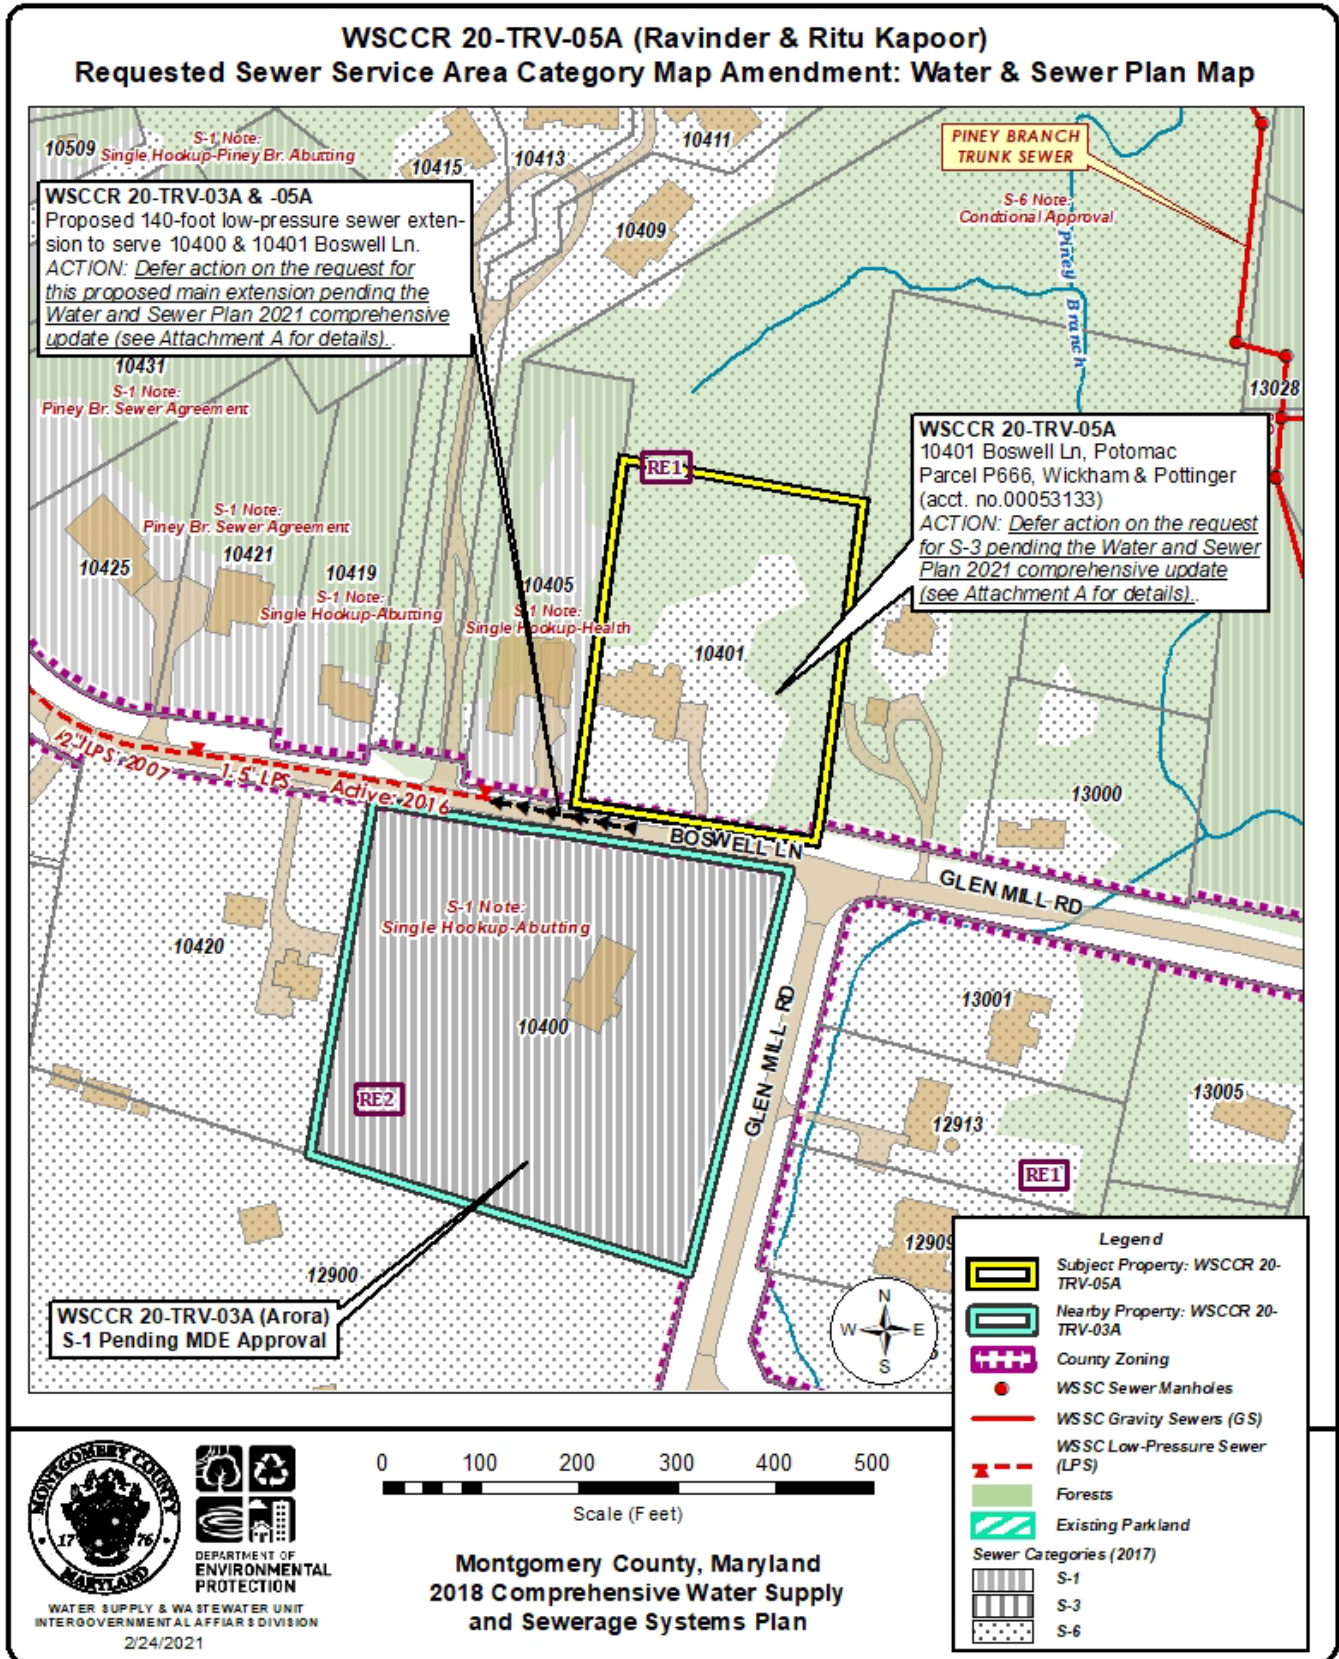 WSCCR 20-TRV-05A (Ravinder & Ritu Kapoor)
Requested Sewer Service Area Category Map Amendment: Water & Sewer Plan Map
10509
S-1 Note:
Single Hookup-Piney Br. Abutting
10415
10413
10411
PINEY BRANCH
TRUNK SEWER
S-6 Note:
Condtional Approval
Piney Branch
10409
WSCCR 20-TRV-03A & -05A
Proposed 140-foot low-pressure sewer exten-
sion to serve 10400 & 10401 Boswell Ln.
ACTION: Defer action on the request for
this proposed main extension pending the
Water and Sewer Plan 2021 comprehensive
update (see Attachment A for details)..
10431
S-1 Note:
Piney Br. Sewer Agreement
13028
WSCCR 20-TRV-05A
10401 Boswell Ln, Potomac
Parcel P666, Wickham & Pottinger
(acct. no.00053133)
ACTION: Defer action on the request
for S-3 pending the Water and Sewer
Plan 2021 comprehensive update
(see Attachment A for details)..
RE1
S-1 Note:
Piney Br. Sewer Agreement
10425
10421
10419
S-1 Note:
Single Hookup-Abutting
10405
S-1 Note:
Single Hookup-Health
10401
2" LPS: 2007
1.5" LPS
Active: 2016
BOSWELL LN
13000
GLEN MILL RD
S-1 Note:
Single Hookup-Abutting
10420
10400
GLEN MILL RD
13001
RE2
12913
13005
RE1
12909
12900
WSCCR 20-TRV-03A (Arora)
S-1 Pending MDE Approval
N
W E
S
Legend
Subject Property: WSCCR 20-
TRV-05A
Nearby Property: WSCCR 20-
TRV-03A
County Zoning
WSSC Sewer Manholes
WSSC Gravity Sewers (GS)
WSSC Low-Pressure Sewer
(LPS)
Forests
Existing Parkland
Sewer Categories (2017)
S-1
S-3
S-6
MONTGOMERY COUNTY
17 76
MARYLAND
DEPARTMENT OF
ENVIRONMENTAL
PROTECTION
WATER SUPPLY & WASTEWATER UNIT
INTERGOVERNMENTAL AFFIARS DIVISION
2/24/2021
0 100 200 300 400 500
Scale (Feet)
Montgomery County, Maryland
2018 Comprehensive Water Supply
and Sewerage Systems Plan